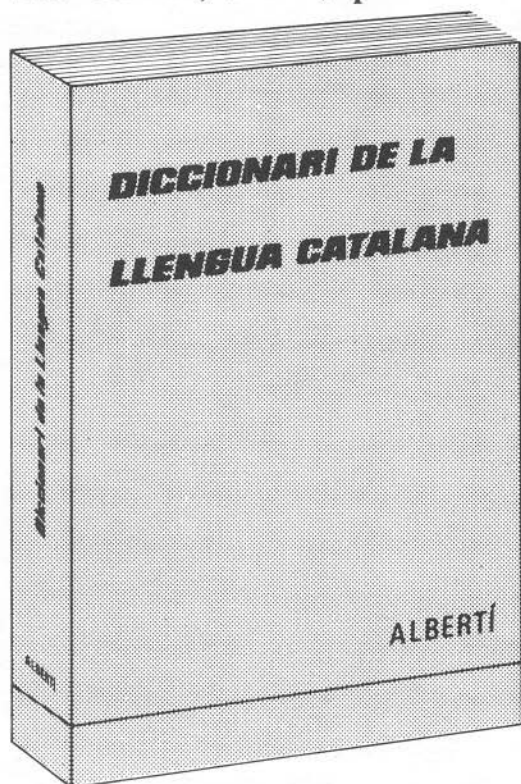 DICCIONARI DE LA
LLENGUA CATALANA
ALBERTÍ
Diccionari de la Llengua Catalana
ALBERTÍ